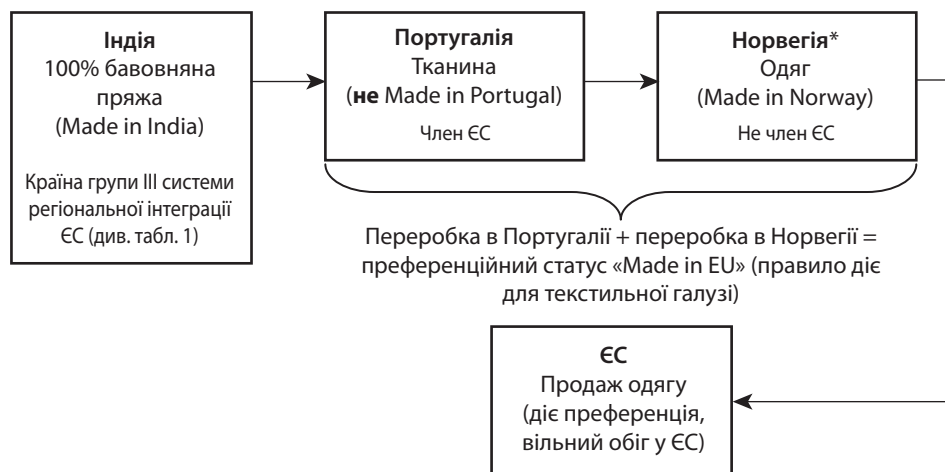 Індія
100% бавовняна
пряжа
(Made in India)
Країна групи III системи
регіональної інтеграції
ЄС (див. табл. 1)
Португалія
Тканина
(не Made in Portugal)
Член ЄС
Норвегія*
Одяг
(Made in Norway)
Не член ЄС
Переробка в Португалії + переробка в Норвегії =
преференційний статус «Made in EU» (правило діє
для текстильної галузі)
ЄС
Продаж одягу
(діє преференція,
вільний обіг у ЄС)